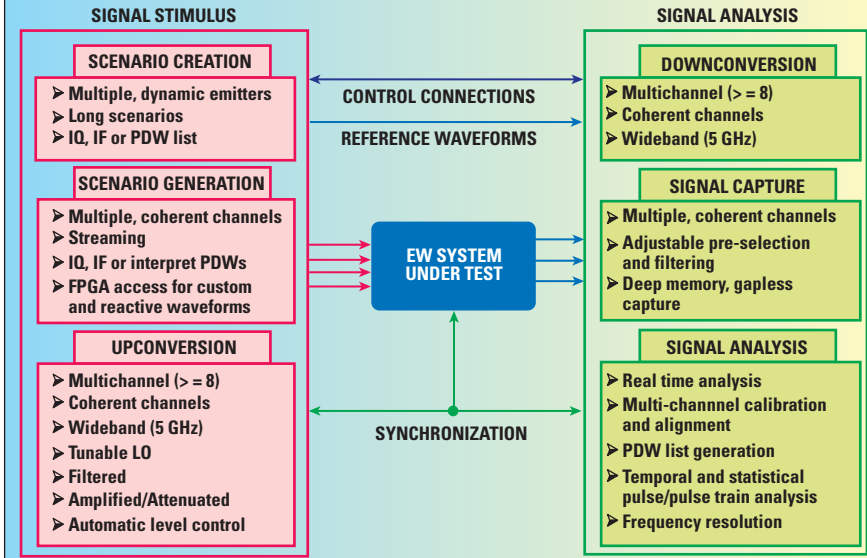 SIGNAL STIMULUS
SCENARIO CREATION
Multiple, dynamic emitters
Long scenarios
IQ, IF or PDW list
SCENARIO GENERATION
Multiple, coherent channels
Streaming
IQ, IF or interpret PDWs
FPGA access for custom
and reactive waveforms
UPCONVERSION
Multichannel (> = 8)
Coherent channels
Wideband (5 GHz)
Tunable LO
Filtered
Amplified/Attenuated
Automatic level control
CONTROL CONNECTIONS
REFERENCE WAVEFORMS
EW SYSTEM
UNDER TEST
SYNCHRONIZATION
SIGNAL ANALYSIS
DOWNCONVERSION
Multichannel (> = 8)
Coherent channels
Wideband (5 GHz)
SIGNAL CAPTURE
Multiple, coherent channels
Adjustable pre-selection
and filtering
Deep memory, gapless
capture
SIGNAL ANALYSIS
Real time analysis
Multi-channnel calibration
and alignment
PDW list generation
Temporal and statistical
pulse/pulse train analysis
Frequency resolution